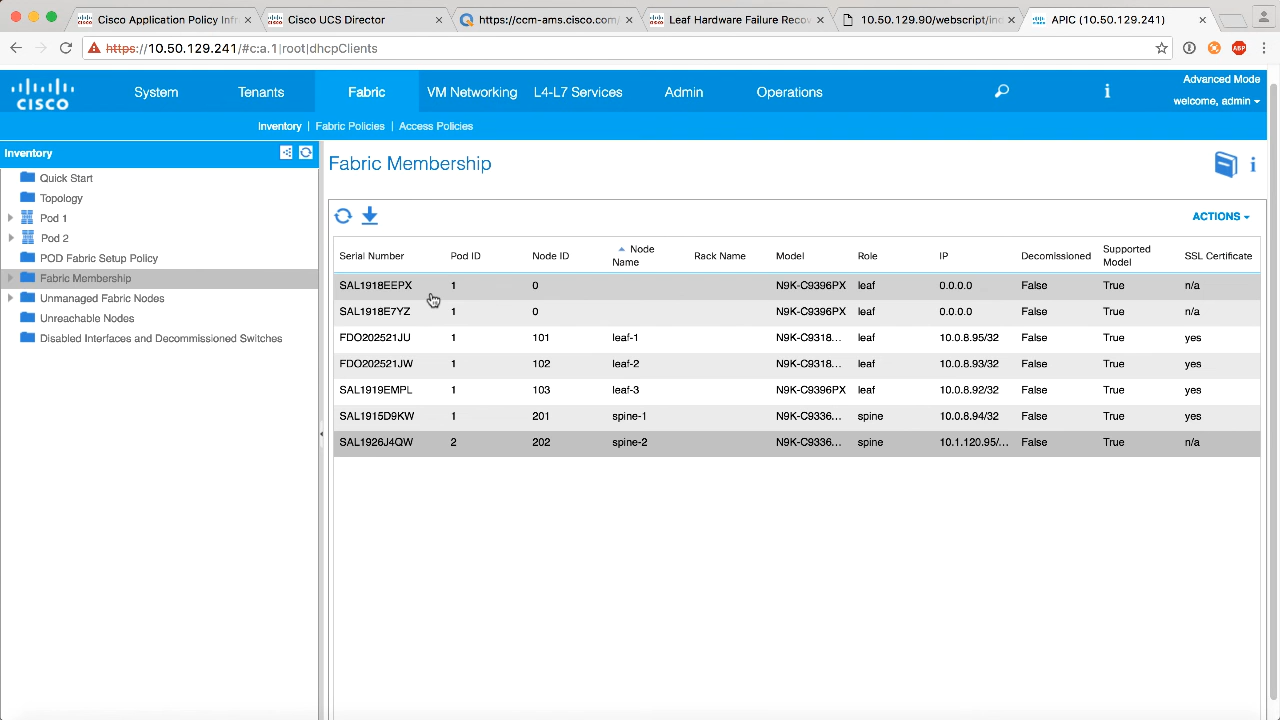 Cisco Application Policy Infr
Cisco UCS Director
https://com-ams.cisco.com/
Leaf Hardware Failure - acov
10.50.129.90/webscript/ind
APIC (10.50.129.241)
https://10.50.129.241/#c:a.1|root|dhcpClients
ABP
CISCO
System
Tenants
Fabric
VM Networking
L4-L7 Services
Admin
Operations
Advanced Mode
welcome, admin
Inventory | Fabric Policies | Access Policies
Inventory
Quick Start
Topology
Pod 1
Pod 2
POD Fabric Setup Policy
Fabric Membership
Unmanaged Fabric Nodes
Unreachable Nodes
Disabled Interfaces and Decommissioned Switches
Fabric Membership
i
ACTIONS
Serial Number Pod ID Node ID Node Name Rack Name Model Role IP Decomissioned Supported Model SSL Certificate
SAL1918EEPX 1 0 N9K-C9396PX leaf 0.0.0.0 False True n/a
SAL1918E7YZ 1 0 N9K-C9396PX leaf 0.0.0.0 False True n/a
FDO202521JU 1 101 leaf-1 N9K-C9318... leaf 10.0.8.95/32 False True yes
FDO202521JW 1 102 leaf-2 N9K-C9318... leaf 10.0.8.93/32 False True yes
SAL1919EMPL 1 103 leaf-3 N9K-C9396PX leaf 10.0.8.92/32 False True yes
SAL1915D9KW 1 201 spine-1 N9K-C9336... spine 10.0.8.94/32 False True yes
SAL1926J4QW 2 202 spine-2 N9K-C9336... spine 10.1.120.95/... False True n/a